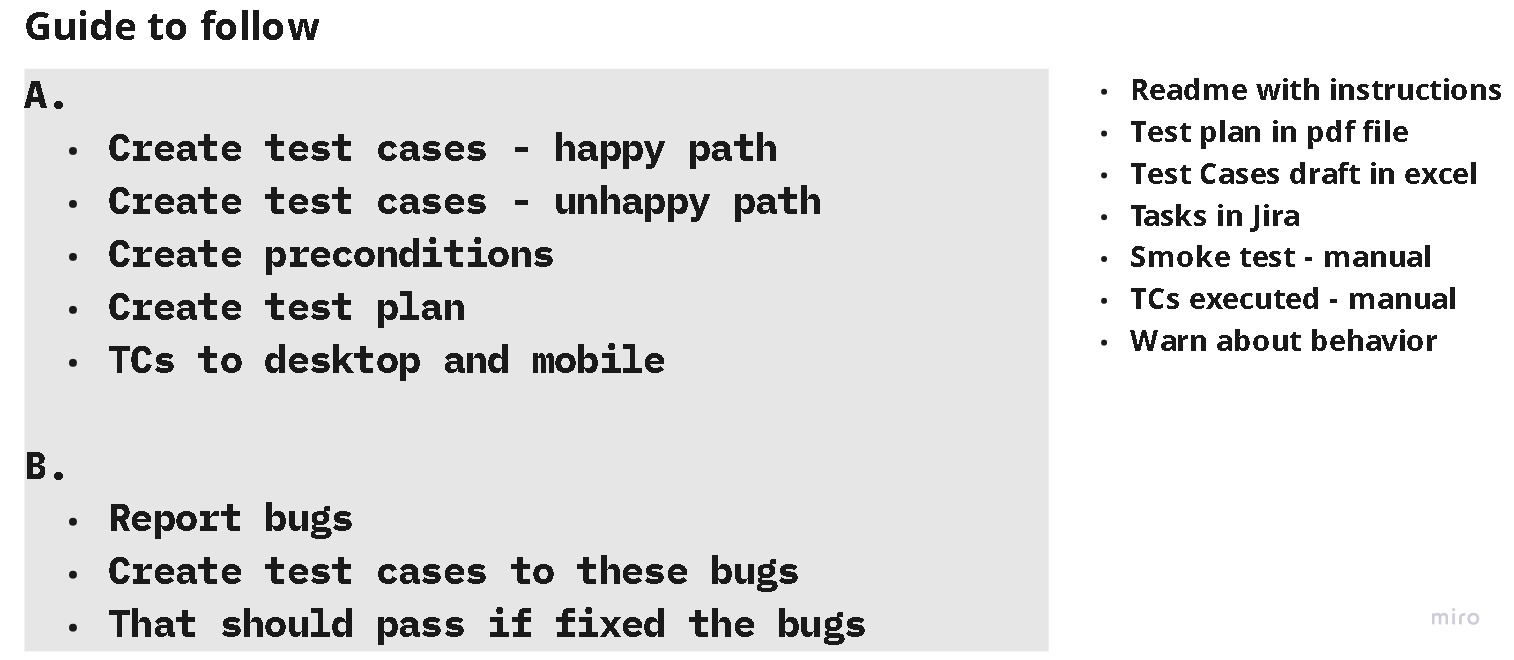 Guide to follow
A.
• Create test cases - happy path
• Create test cases - unhappy path
• Create preconditions
• Create test plan
• TCs to desktop and mobile
B.
• Report bugs
• Create test cases to these bugs
• That should pass if fixed the bugs
• Readme with instructions
• Test plan in pdf file
• Test Cases draft in excel
• Tasks in Jira
• Smoke test - manual
• TCs executed - manual
• Warn about behavior
miro